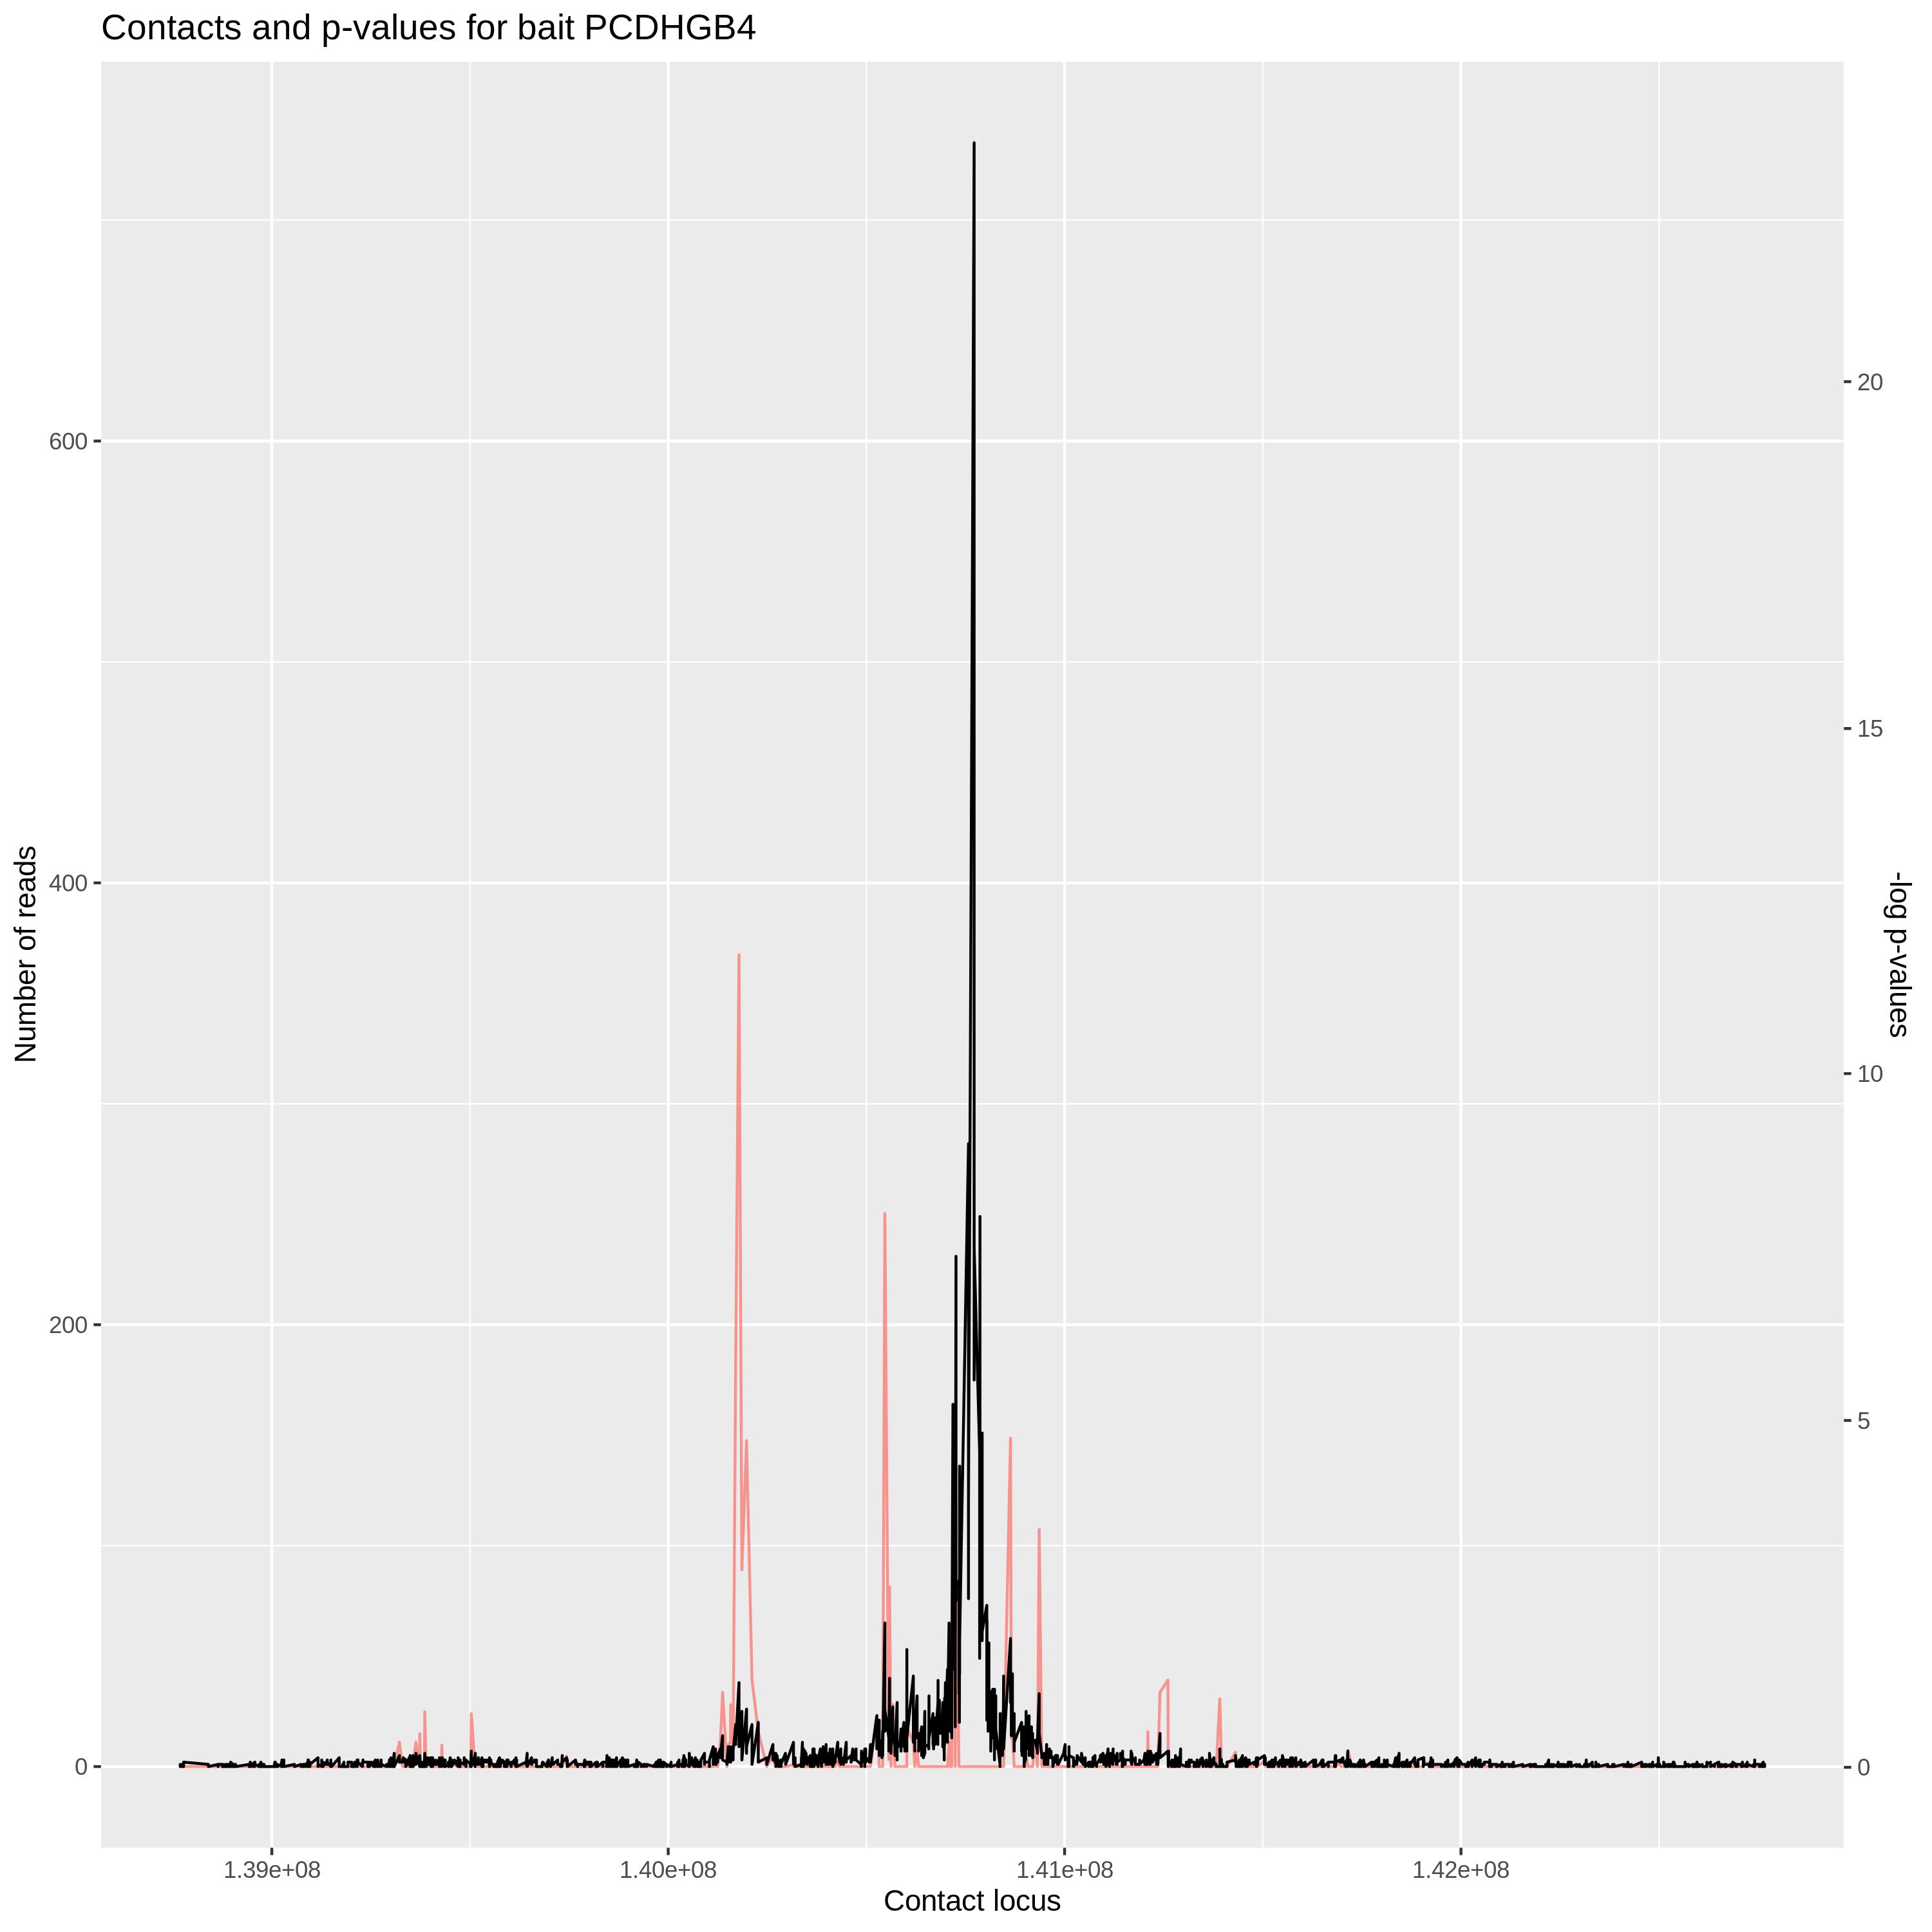 Contacts and p-values for bait PCDHGB4
Number of reads
600
400
200
0
20
15
10
5
0
-log p-values
1.39e+08
1.40e+08
1.41e+08
1.42e+08
Contact locus